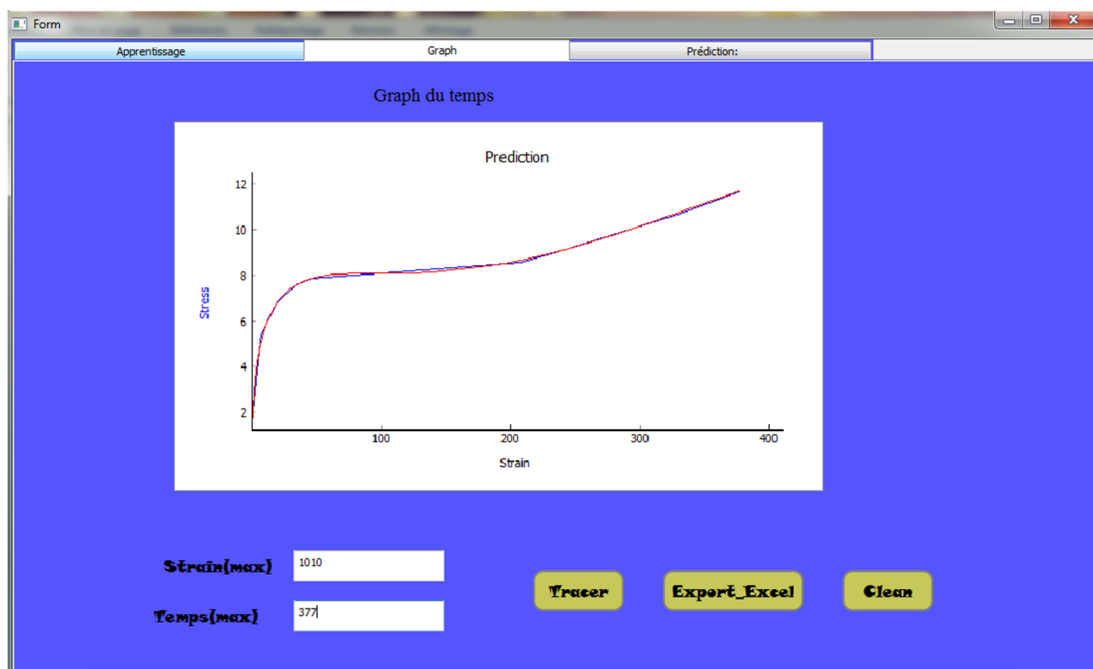 Form
Apprentissage
Graph
Prédiction:
Graph du temps
Prediction
12
10
8
6
4
2
Stress
100
200
300
400
Strain
Strain(max)
1010
Temps(max)
377
Tracer
Export_Excel
Clean